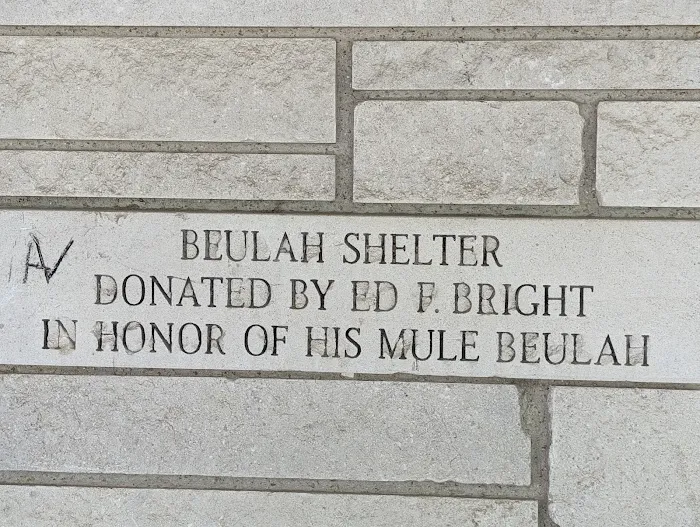 BEULAH SHELTER
DONATED BY ED F. BRIGHT
IN HONOR OF HIS MULE BEULAH